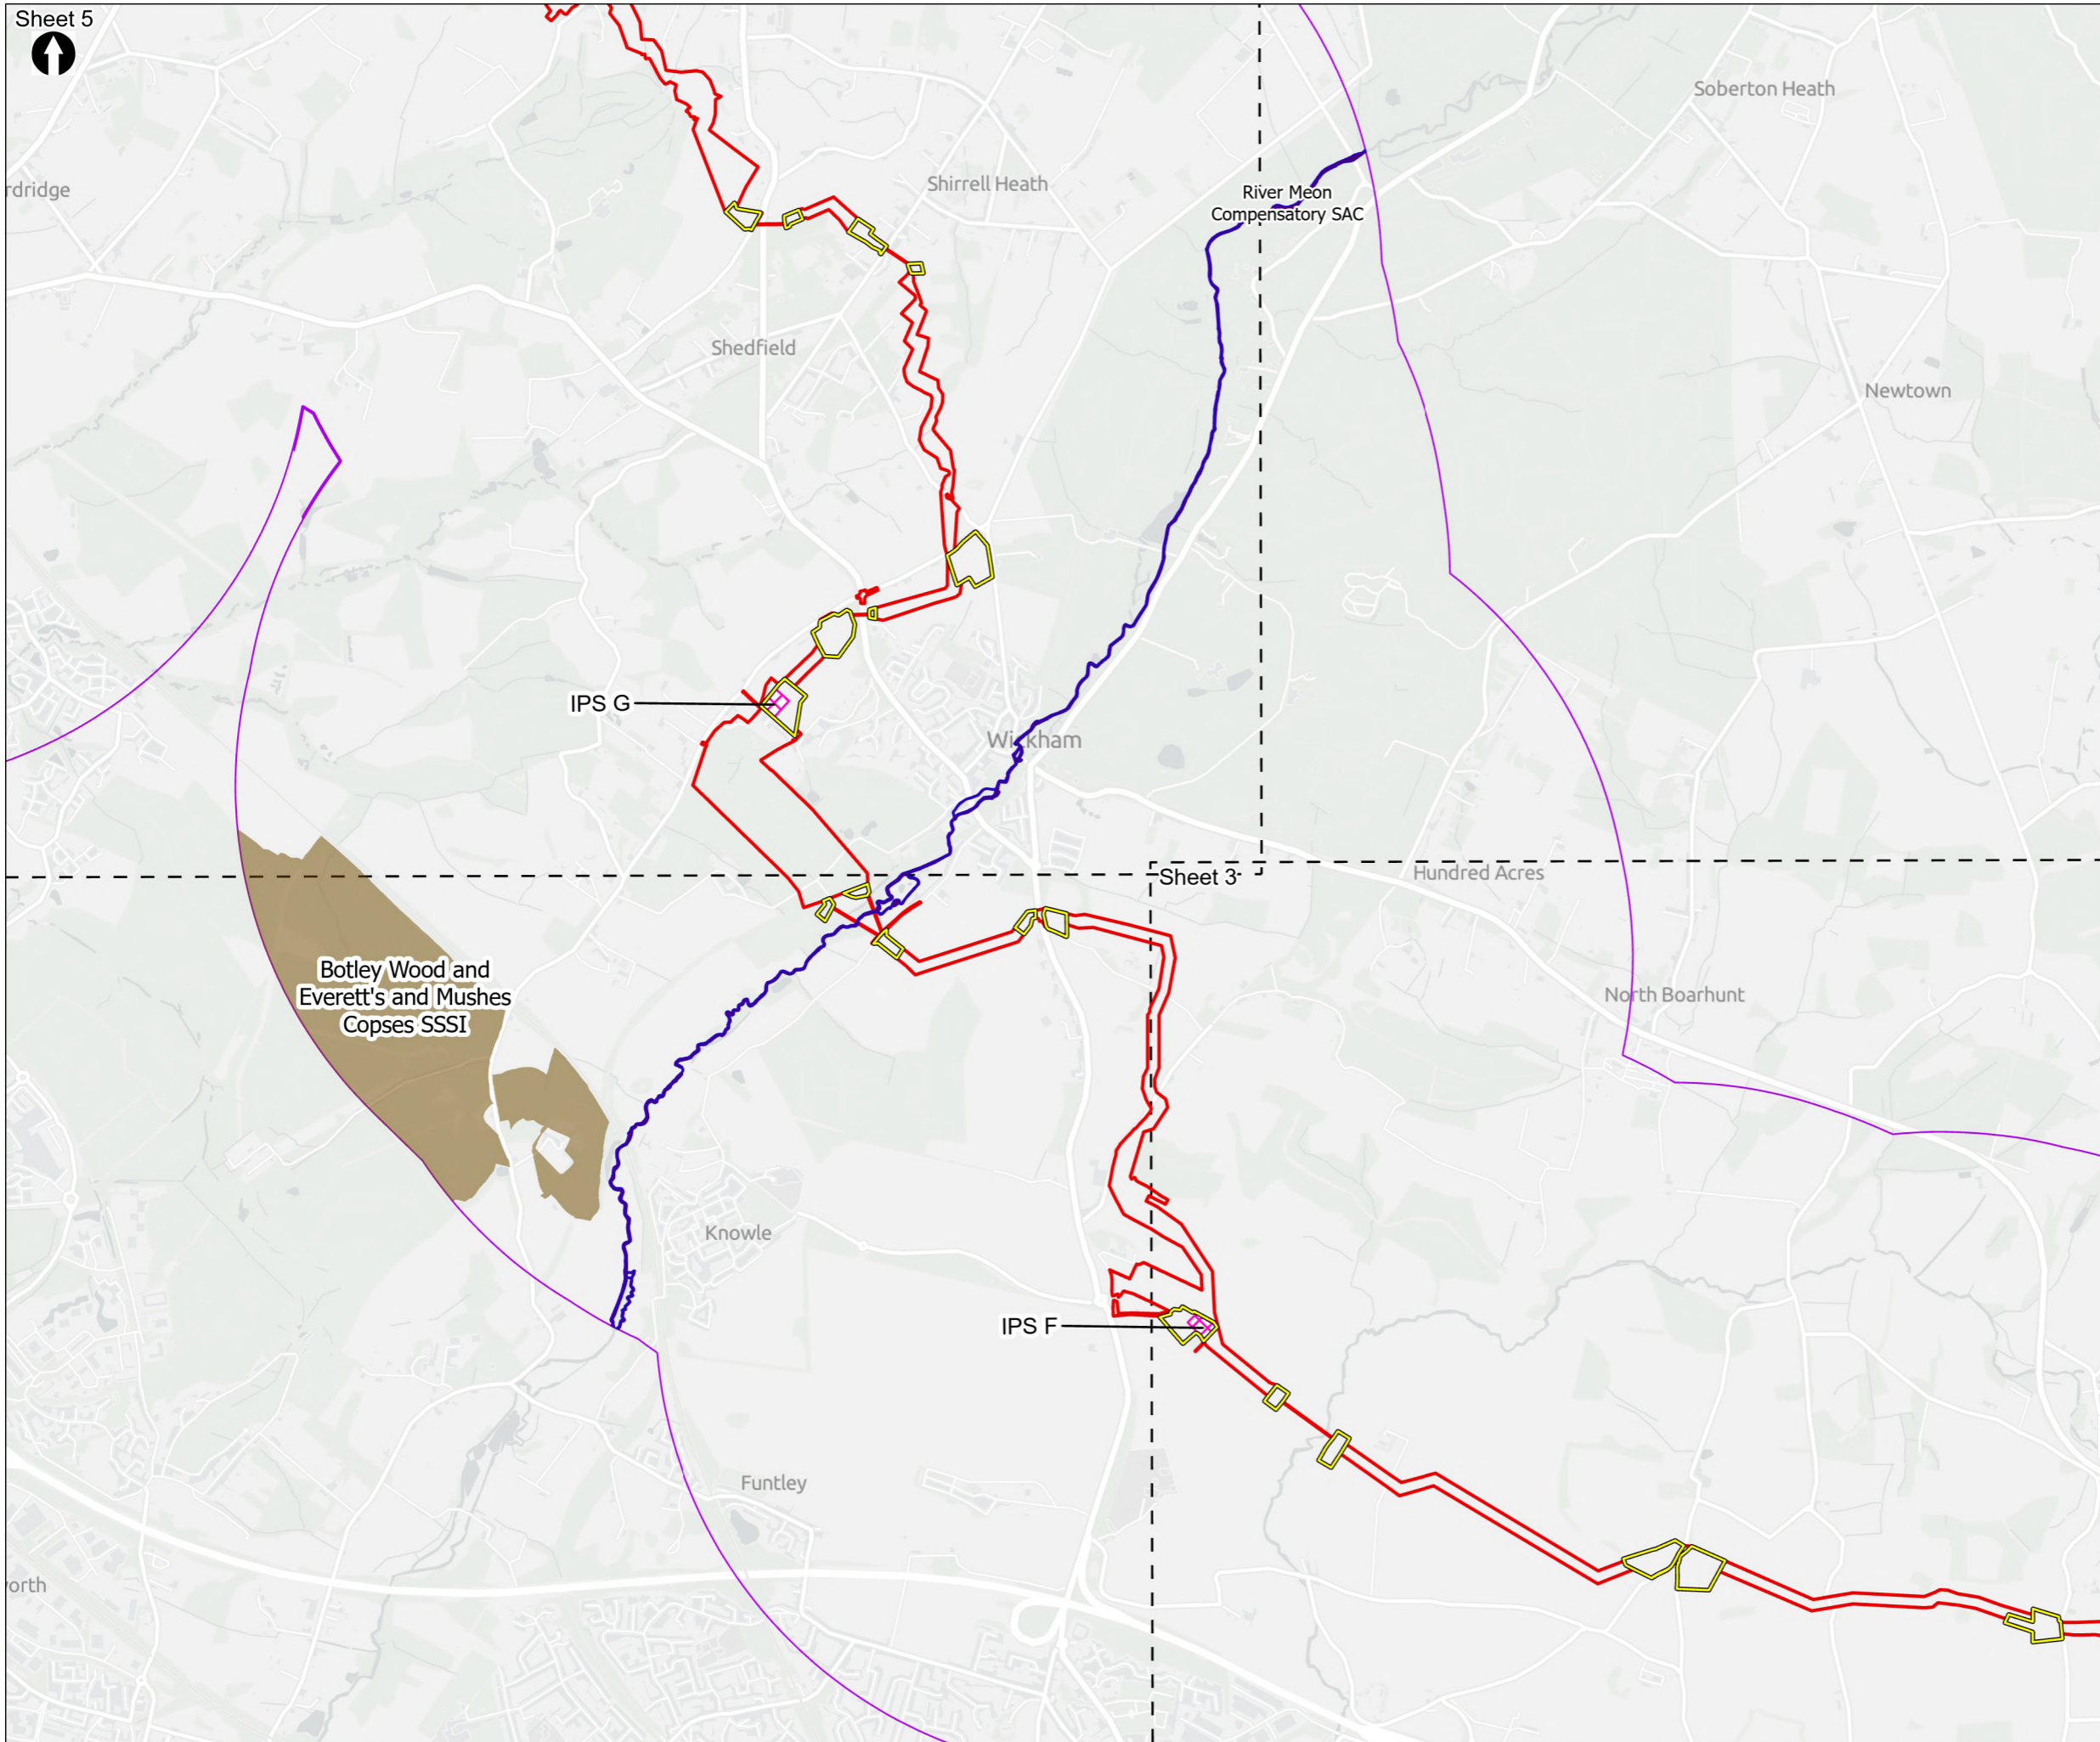 Sheet 5
Soberton Heath
rdridge
Shirrell Heath
River Meon
Compensatory SAC
Shedfield
Newtown
IPS G
Wickham
Sheet 3
Hundred Acres
Botley Wood and
Everett's and Mushes
Copses SSSI
North Boarhunt
Knowle
IPS F
Funtley
orth